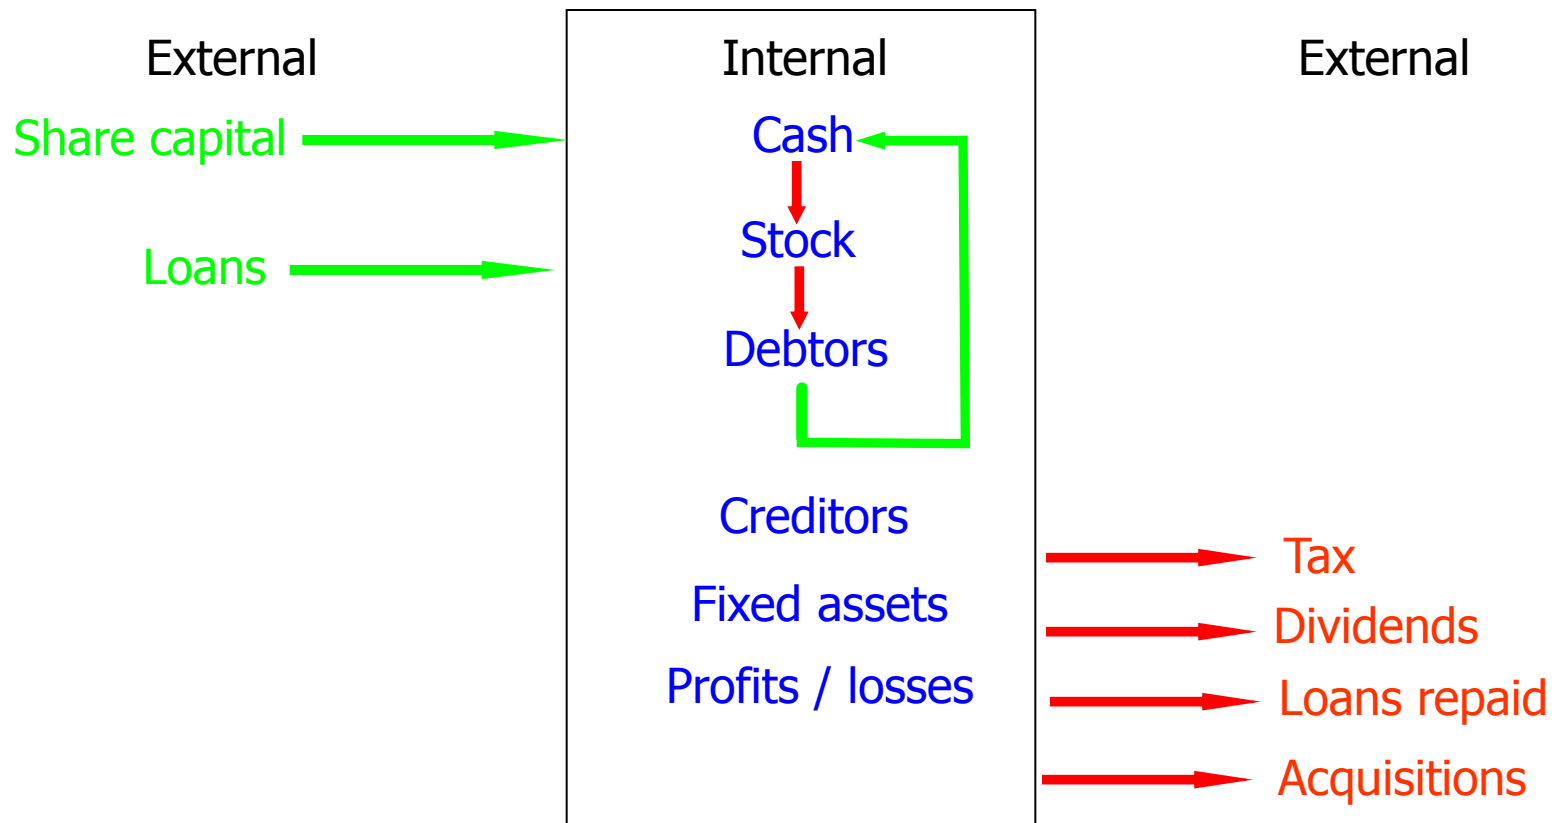 External
Internal
External
Share capital
Cash
Stock
Loans
Debtors
Creditors
Tax
Fixed assets
Dividends
Profits / losses
Loans repaid
Acquisitions